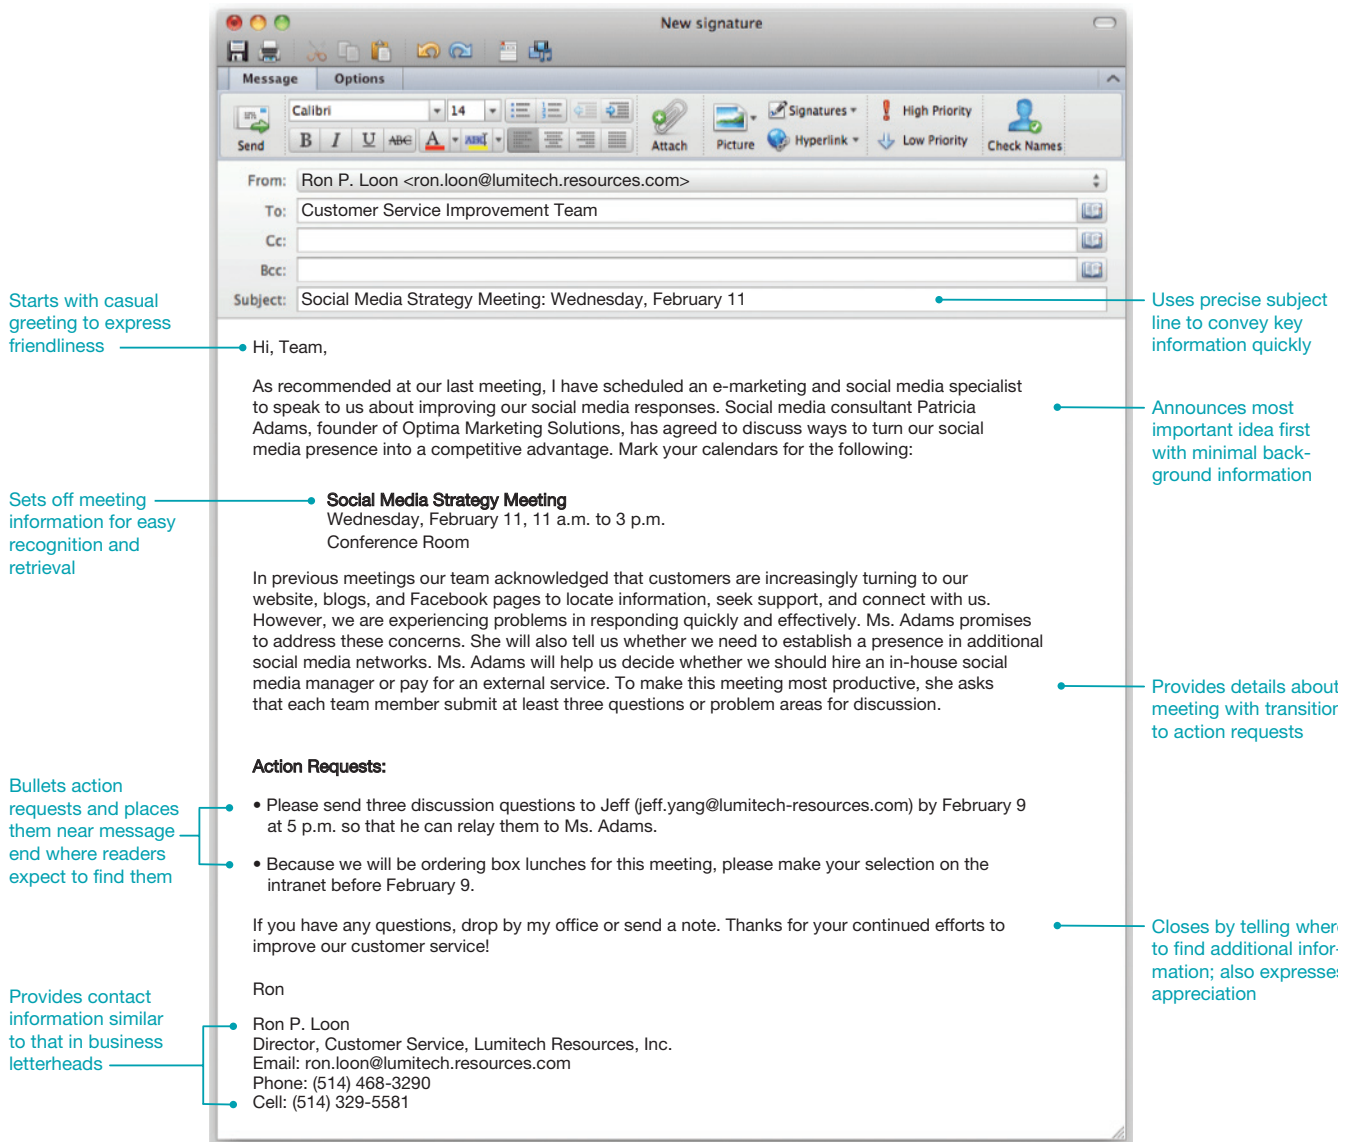 New signature
Message Options
Calibri 14 Signatures High Priority
Send B I U ABC A Attach Picture Hyperlink Low Priority Check Names
From: Ron P. Loon <ron.loon@lumitech.resources.com>
To: Customer Service Improvement Team
Cc:
Bcc:
Subject: Social Media Strategy Meeting: Wednesday, February 11
Starts with casual
greeting to express
friendliness
Uses precise subject
line to convey key
information quickly
Hi, Team,
As recommended at our last meeting, I have scheduled an e-marketing and social media specialist
to speak to us about improving our social media responses. Social media consultant Patricia
Adams, founder of Optima Marketing Solutions, has agreed to discuss ways to turn our social
media presence into a competitive advantage. Mark your calendars for the following:
Announces most
important idea first
with minimal back-
ground information
Sets off meeting
information for easy
recognition and
retrieval
Social Media Strategy Meeting
Wednesday, February 11, 11 a.m. to 3 p.m.
Conference Room
In previous meetings our team acknowledged that customers are increasingly turning to our
website, blogs, and Facebook pages to locate information, seek support, and connect with us.
However, we are experiencing problems in responding quickly and effectively. Ms. Adams promises
to address these concerns. She will also tell us whether we need to establish a presence in additional
social media networks. Ms. Adams will help us decide whether we should hire an in-house social
media manager or pay for an external service. To make this meeting most productive, she asks
that each team member submit at least three questions or problem areas for discussion.
Provides details about
meeting with transition
to action requests
Action Requests:
Bullets action
requests and places
them near message
end where readers
expect to find them
• Please send three discussion questions to Jeff (jeff.yang@lumitech-resources.com) by February 9
at 5 p.m. so that he can relay them to Ms. Adams.
• Because we will be ordering box lunches for this meeting, please make your selection on the
intranet before February 9.
If you have any questions, drop by my office or send a note. Thanks for your continued efforts to
improve our customer service!
Closes by telling where
to find additional infor-
mation; also expresses
appreciation
Ron
Provides contact
information similar
to that in business
letterheads
Ron P. Loon
Director, Customer Service, Lumitech Resources, Inc.
Email: ron.loon@lumitech.resources.com
Phone: (514) 468-3290
Cell: (514) 329-5581